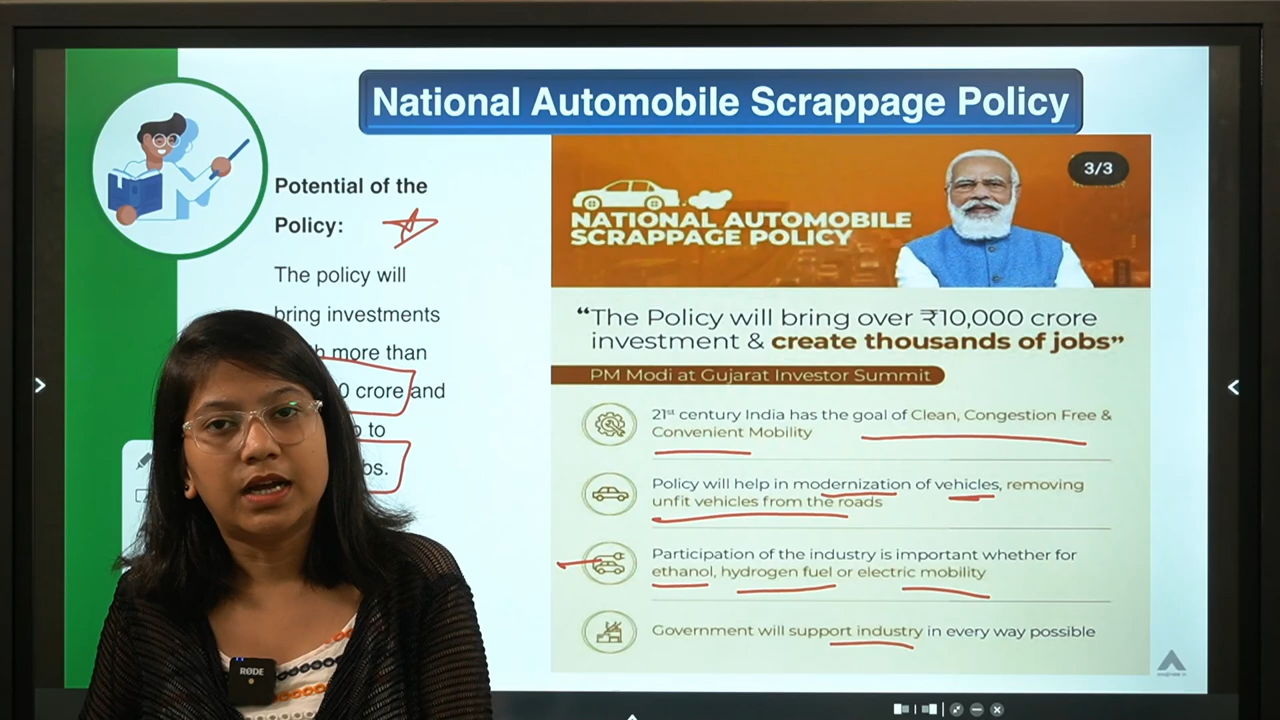 National Automobile Scrappage Policy
Potential of the
Policy:
The policy will
bring investments
more than
0 crore and
to
bs.
3/3
NATIONAL AUTOMOBILE
SCRAPPAGE POLICY
“The Policy will bring over ₹10,000 crore
investment & create thousands of jobs”
PM Modi at Gujarat Investor Summit
21st century India has the goal of Clean, Congestion Free &
Convenient Mobility
Policy will help in modernization of vehicles, removing
unfit vehicles from the roads
Participation of the industry is important whether for
ethanol, hydrogen fuel or electric mobility
Government will support industry in every way possible
RØDE